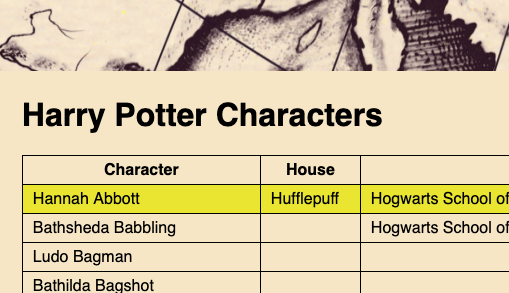 Harry Potter Characters
Character House
Hannah Abbott Hufflepuff Hogwarts School of
Bathsheda Babbling Hogwarts School of
Ludo Bagman
Bathilda Bagshot